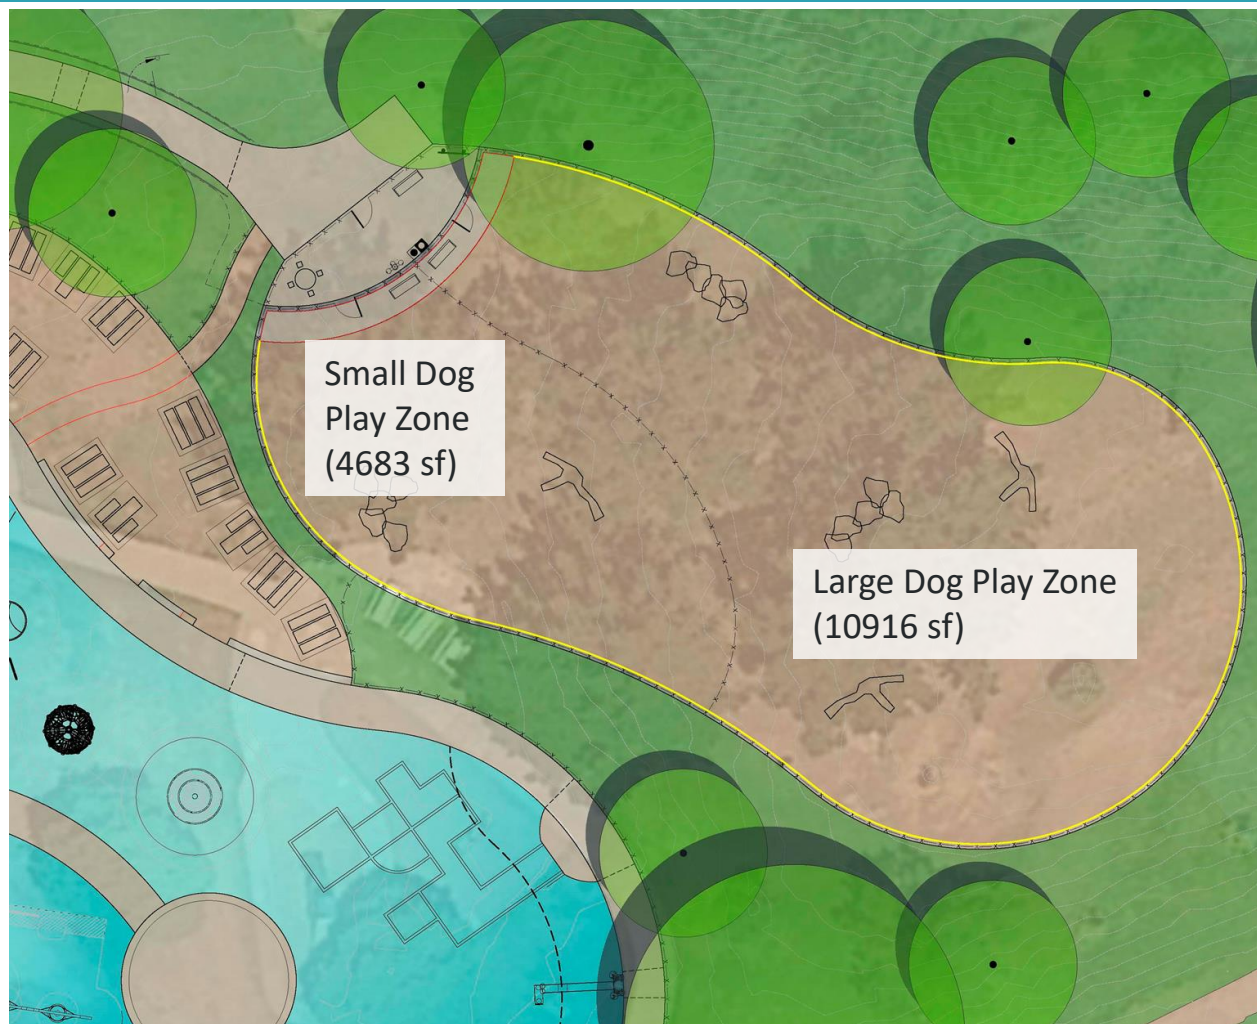 Small Dog
Play Zone
(4683 sf)
Large Dog Play Zone
(10916 sf)